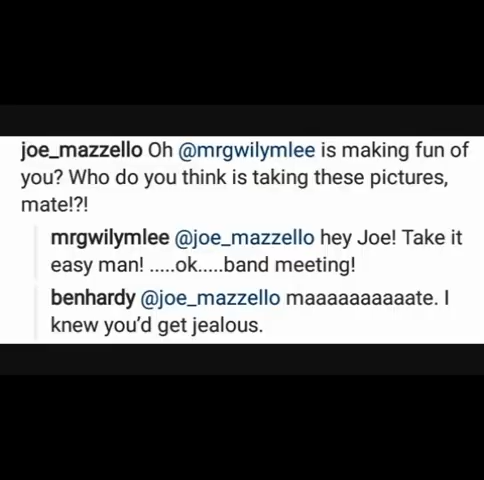 joe_mazzello Oh @mrgwilymlee is making fun of
you? Who do you think is taking these pictures,
mate!?!
mrgwilymlee @joe_mazzello hey Joe! Take it
easy man! .....ok.....band meeting!
benhardy @joe_mazzello maaaaaaaaaate. I
knew you'd get jealous.